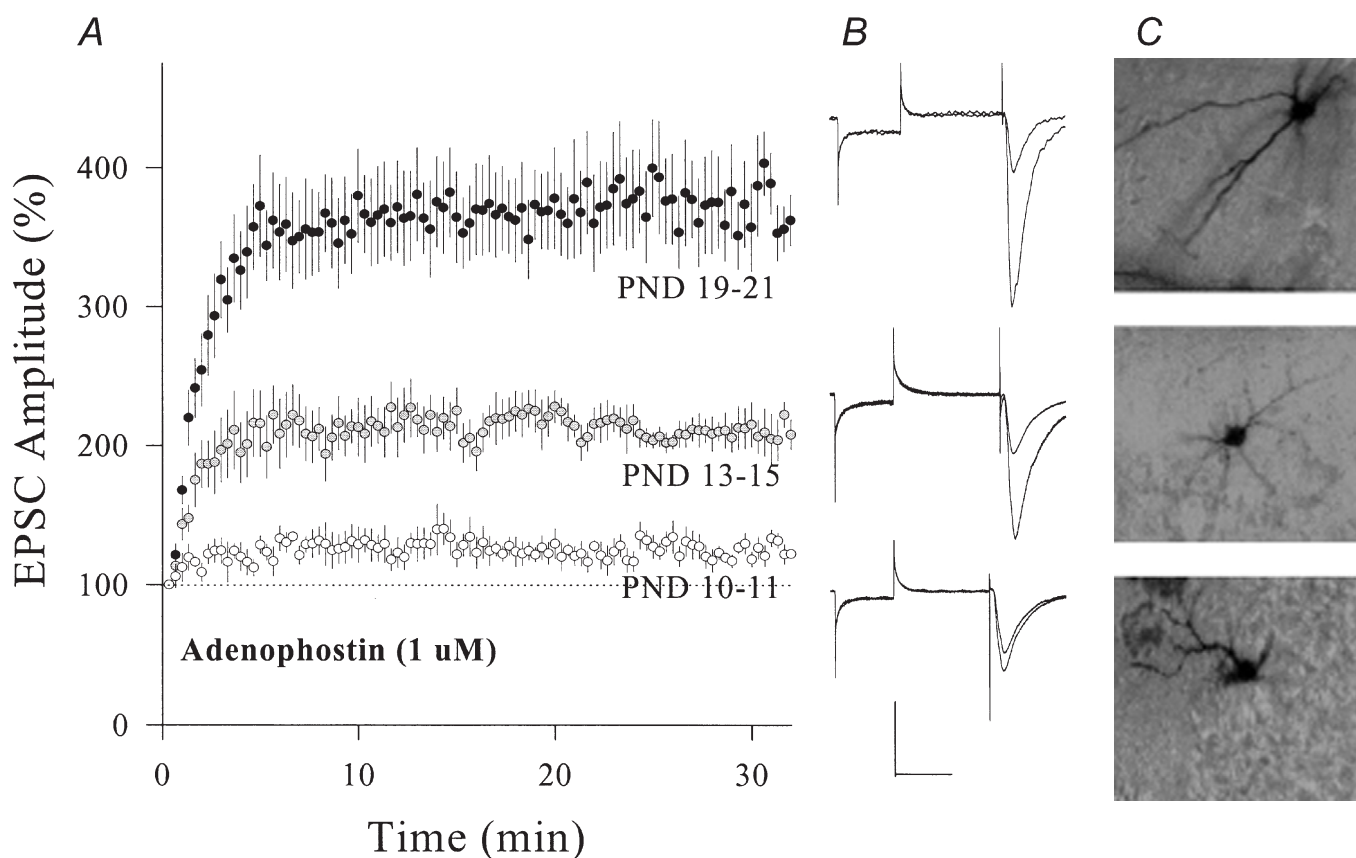 A
B
C
EPSC Amplitude (%)
400
300
200
100
0
PND 19-21
PND 13-15
PND 10-11
Adenophostin (1 uM)
0
10
20
30
Time (min)